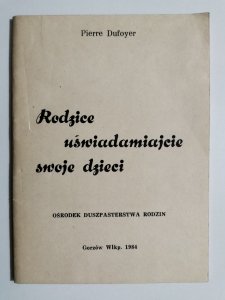 Pierre Dufoyer
Rodzice
uświadamiajcie
swoje dzieci
OŚRODEK DUSZPASTERSTWA RODZIN
Gorzów Wlkp. 1984